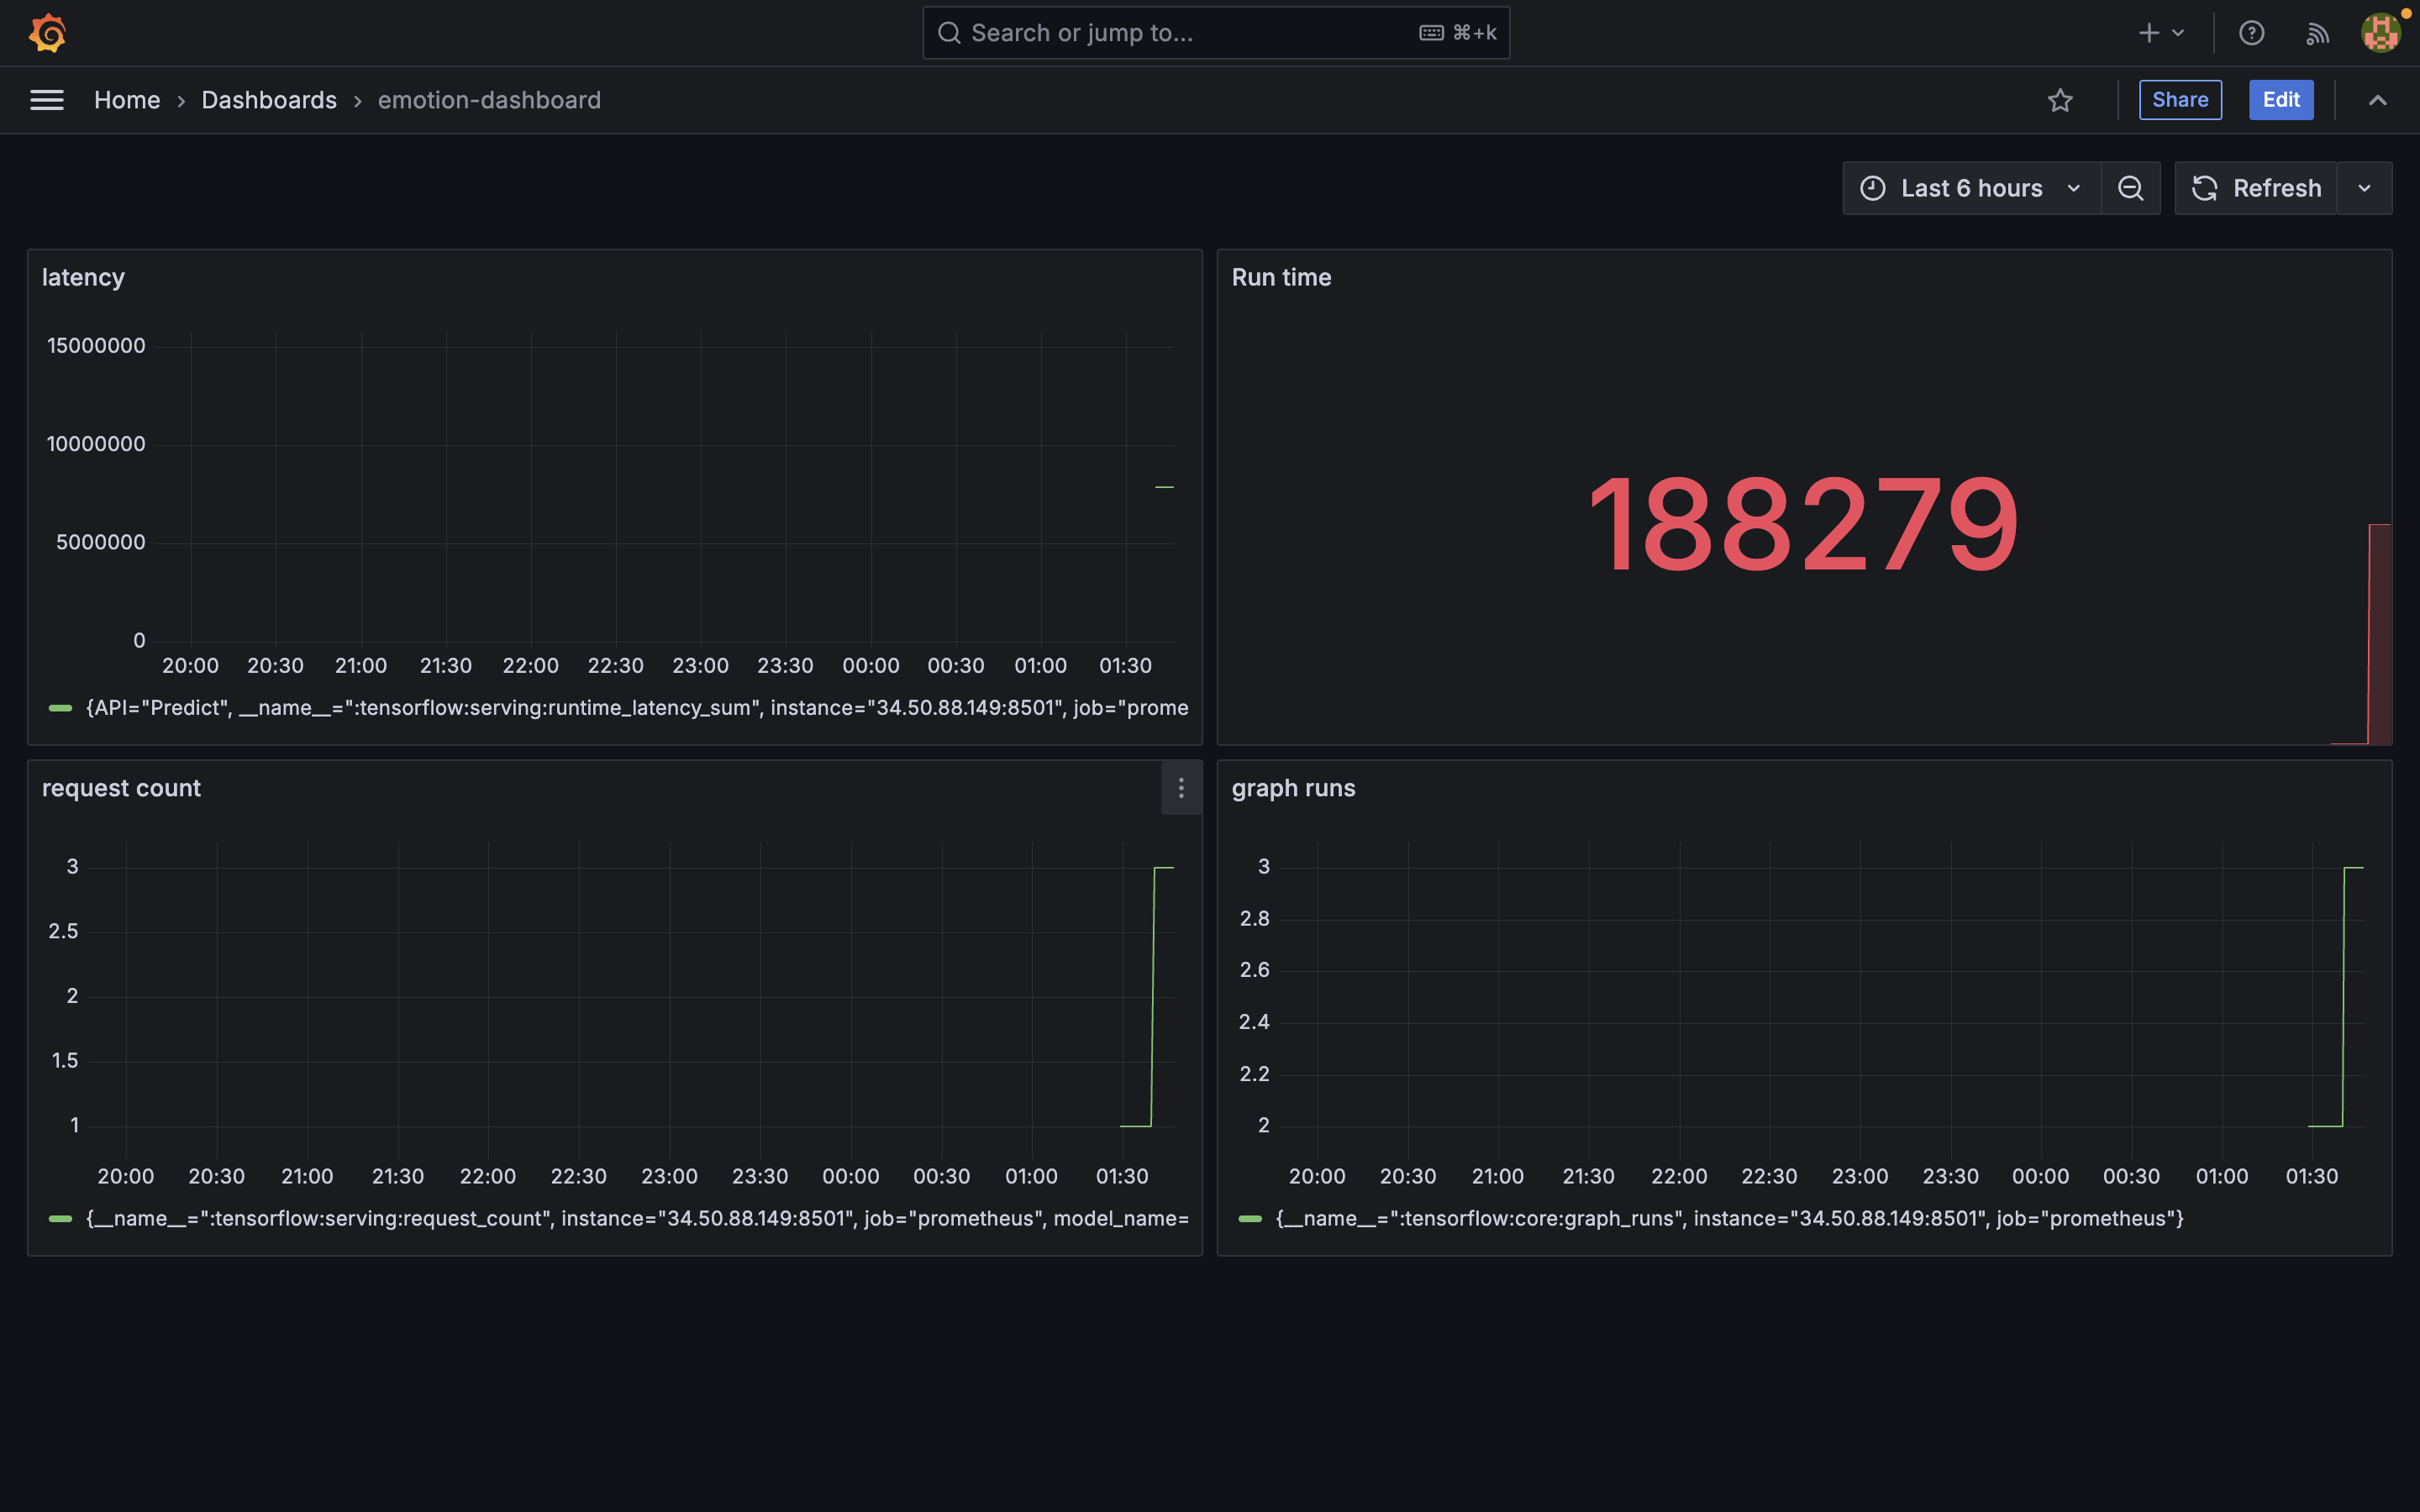 Search or jump to...
⌘+k
Home › Dashboards › emotion-dashboard
Share
Edit
Last 6 hours
Refresh
latency
15000000
10000000
5000000
0
20:00 20:30 21:00 21:30 22:00 22:30 23:00 23:30 00:00 00:30 01:00 01:30
{API="Predict", __name__=":tensorflow:serving:runtime_latency_sum", instance="34.50.88.149:8501", job="prome
Run time
188279
request count
3
2.5
2
1.5
1
20:00 20:30 21:00 21:30 22:00 22:30 23:00 23:30 00:00 00:30 01:00 01:30
{__name__=":tensorflow:serving:request_count", instance="34.50.88.149:8501", job="prometheus", model_name=
graph runs
3
2.8
2.6
2.4
2.2
2
20:00 20:30 21:00 21:30 22:00 22:30 23:00 23:30 00:00 00:30 01:00 01:30
{__name__=":tensorflow:core:graph_runs", instance="34.50.88.149:8501", job="prometheus"}